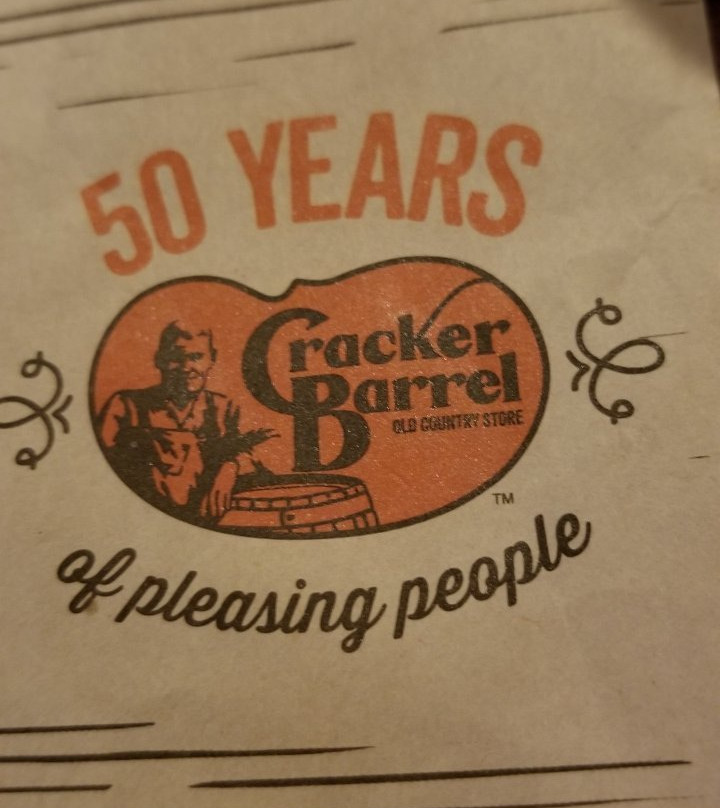 50 YEARS
Cracker
Barrel
OLD COUNTRY STORE
TM
of pleasing people